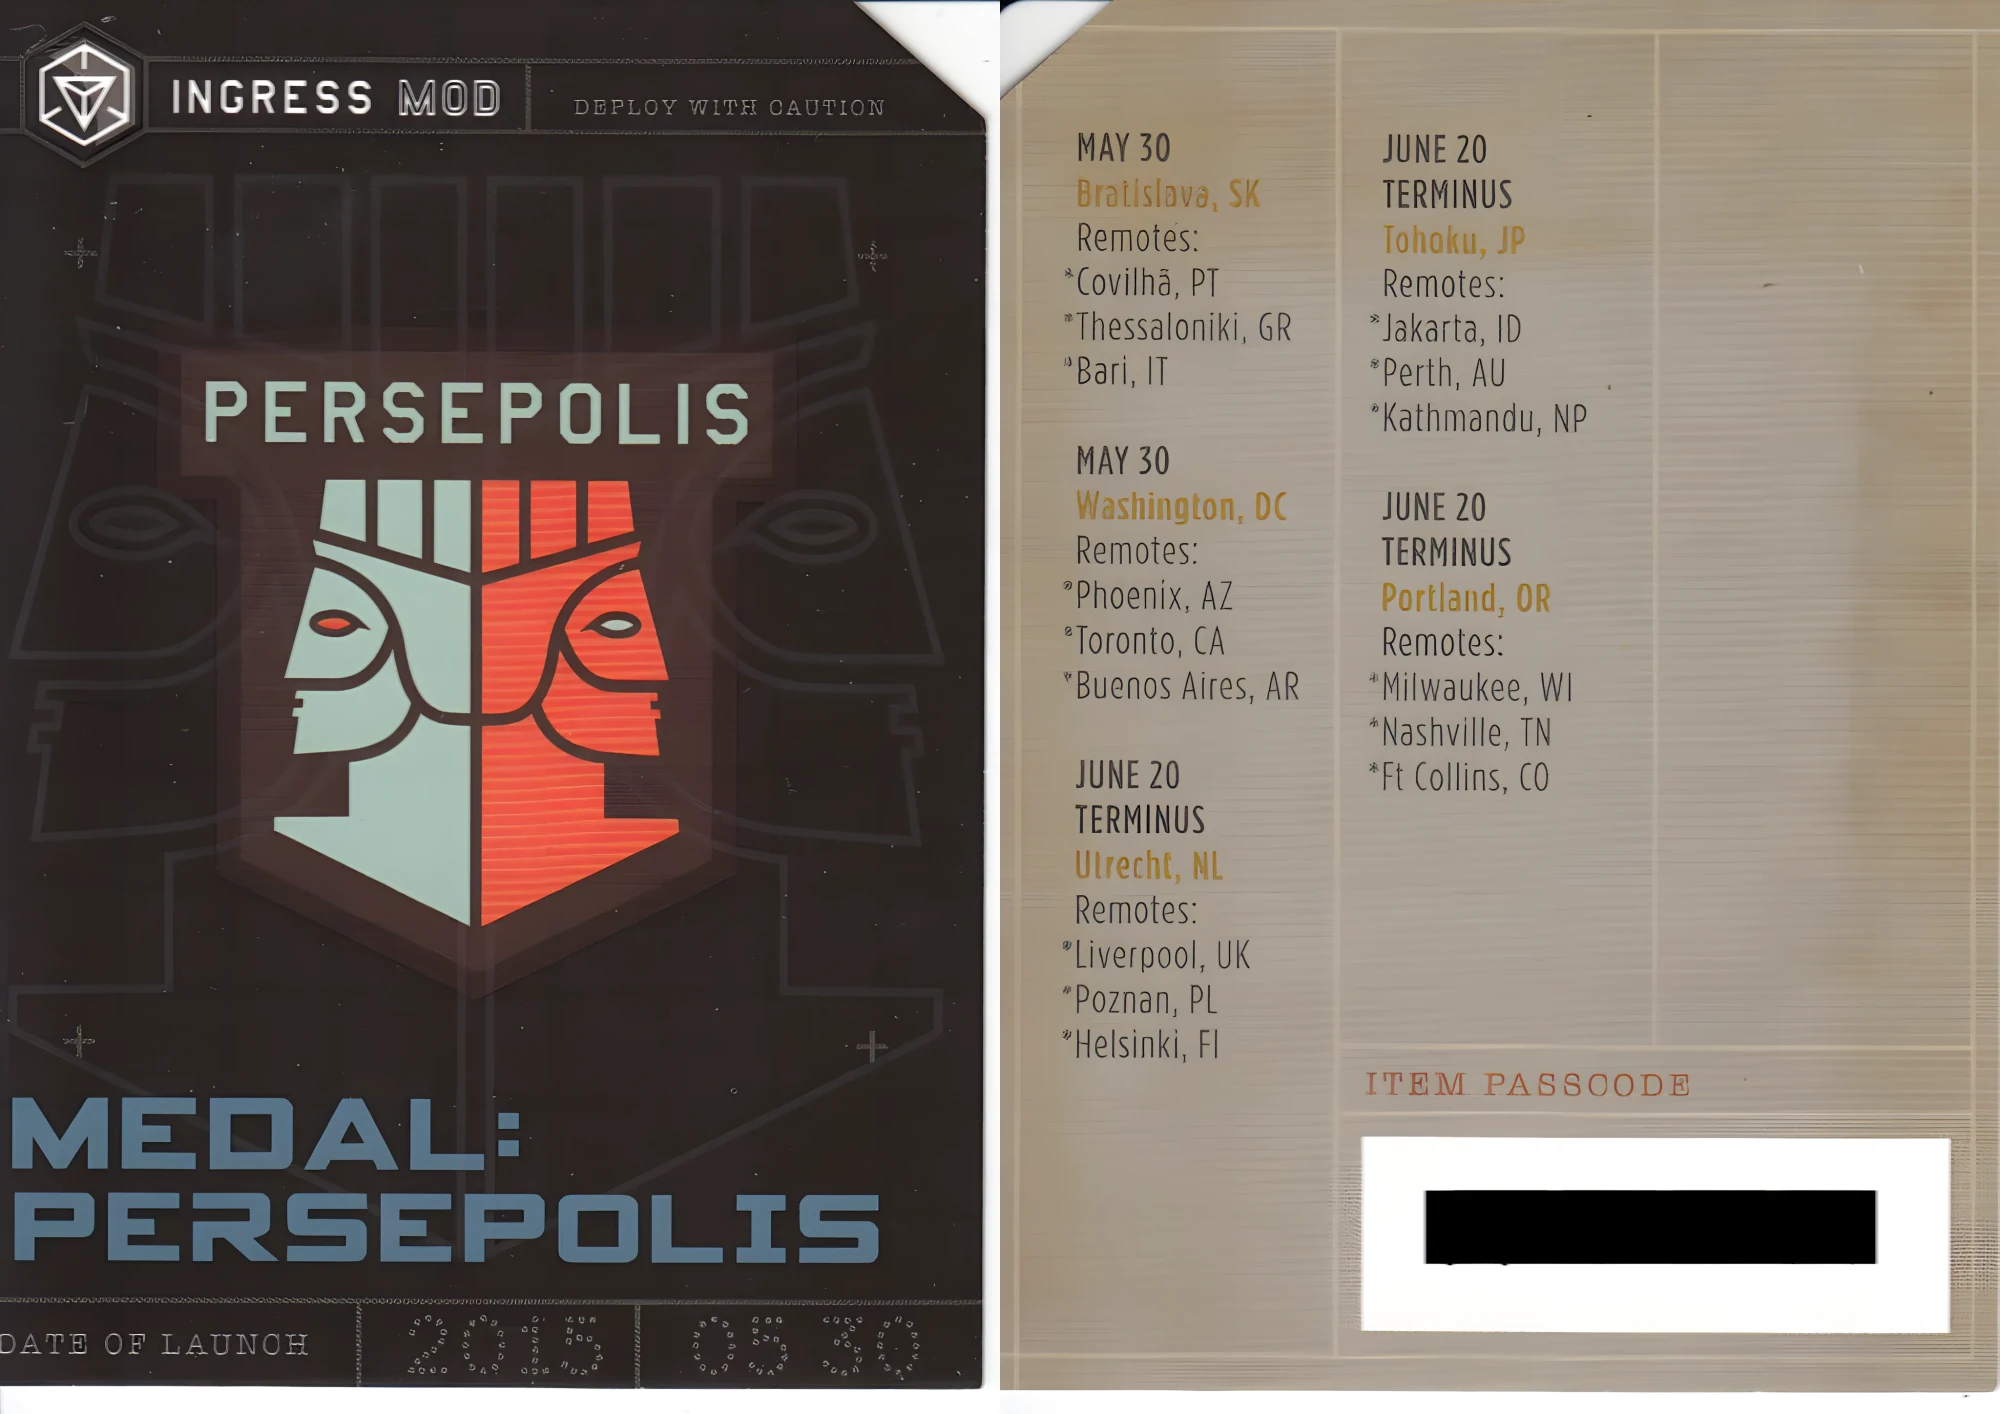 INGRESS MOD
DEPLOY WITH CAUTION
PERSEPOLIS
MEDAL:
PERSEPOLIS
DATE OF LAUNCH
2015
05 30
MAY 30
Bratislava, SK
Remotes:
*Covilhã, PT
*Thessaloniki, GR
*Bari, IT
MAY 30
Washington, DC
Remotes:
*Phoenix, AZ
*Toronto, CA
*Buenos Aires, AR
JUNE 20
TERMINUS
Utrecht, NL
Remotes:
*Liverpool, UK
*Poznan, PL
*Helsinki, FI
JUNE 20
TERMINUS
Tohoku, JP
Remotes:
*Jakarta, ID
*Perth, AU
*Kathmandu, NP
JUNE 20
TERMINUS
Portland, OR
Remotes:
*Milwaukee, WI
*Nashville, TN
*Ft Collins, CO
ITEM PASSCODE